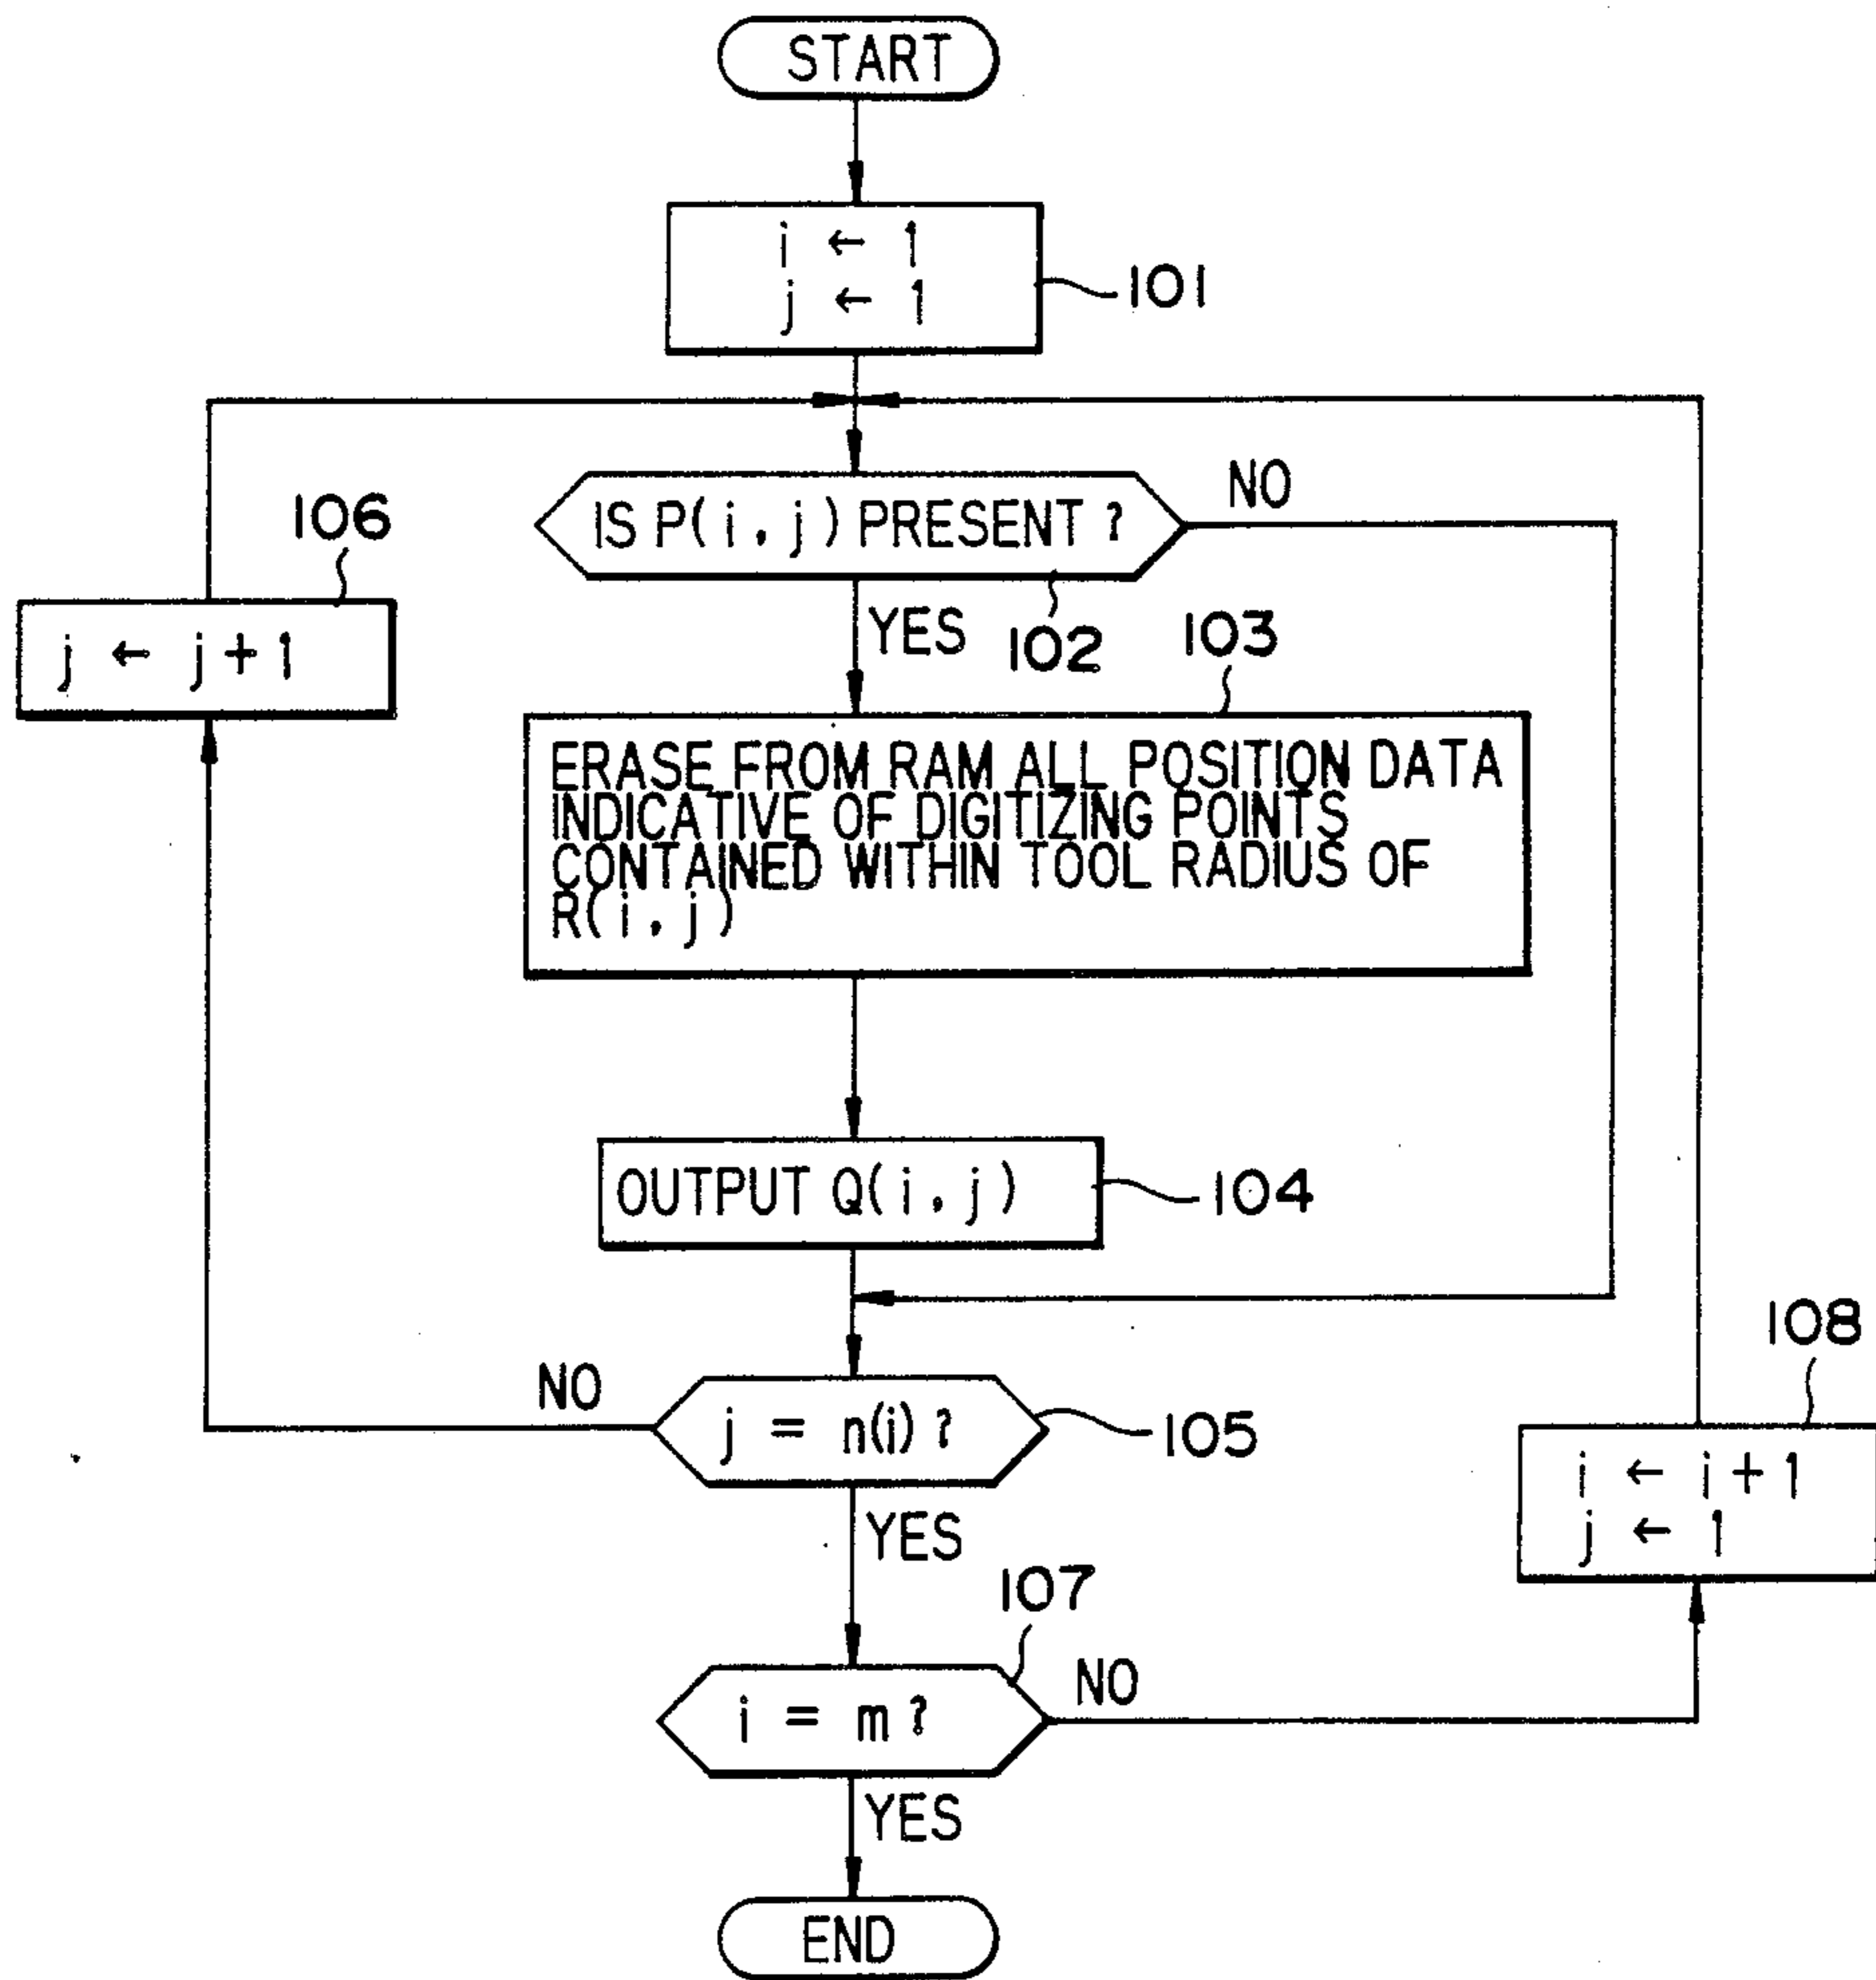 START
i ← 1
j ← 1
101
IS P(i,j) PRESENT ?
NO
102
YES
106
j ← j+1
103
ERASE FROM RAM ALL POSITION DATA
INDICATIVE OF DIGITIZING POINTS
CONTAINED WITHIN TOOL RADIUS OF
R(i,j)
OUTPUT Q(i,j)
104
NO
j = n(i) ?
105
YES
108
i ← i+1
j ← 1
107
i = m ?
NO
YES
END